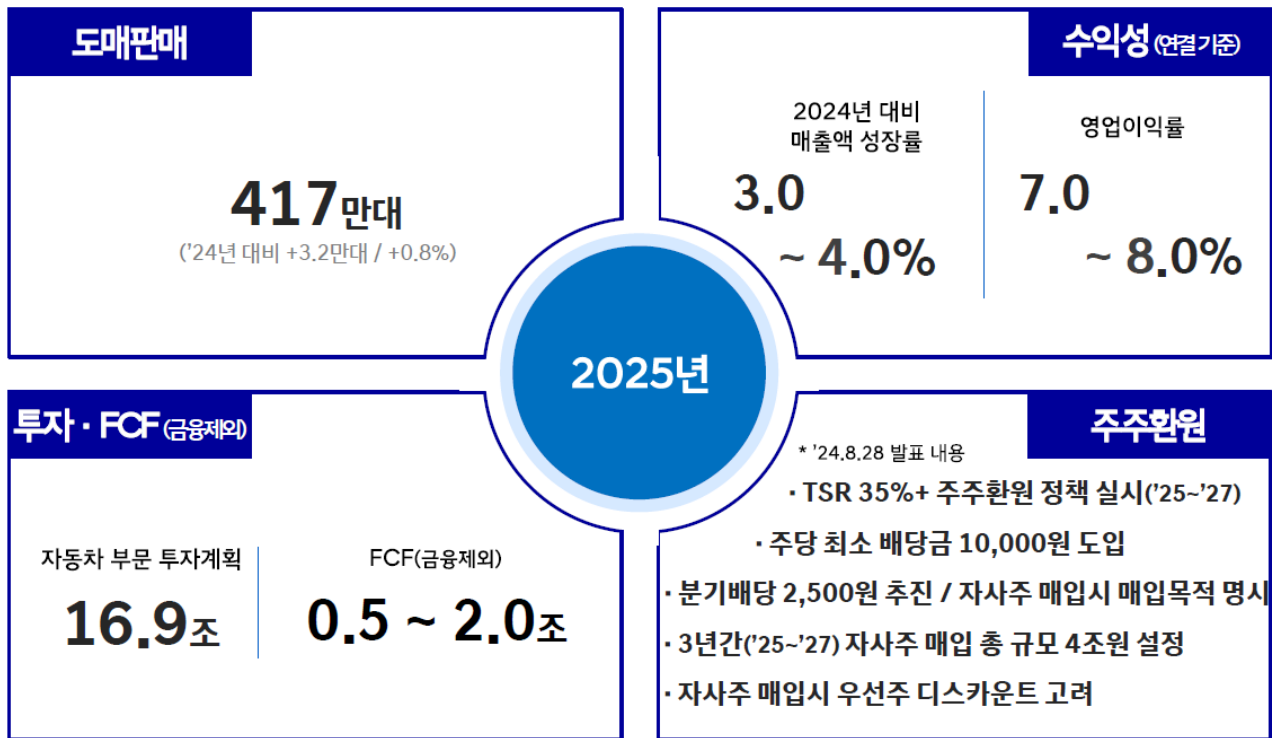 도매판매
417만대
('24년 대비 +3.2만대 / +0.8%)
수익성 (연결 기준)
2024년 대비
매출액 성장률
3.0
~ 4.0%
영업이익률
7.0
~ 8.0%
2025년
투자 · FCF (금융제외)
자동차 부문 투자계획
16.9조
FCF(금융제외)
0.5 ~ 2.0조
주주환원
* '24.8.28 발표 내용
· TSR 35%+ 주주환원 정책 실시('25~'27)
· 주당 최소 배당금 10,000원 도입
· 분기배당 2,500원 추진 / 자사주 매입시 매입목적 명시
· 3년간('25~'27) 자사주 매입 총 규모 4조원 설정
· 자사주 매입시 우선주 디스카운트 고려